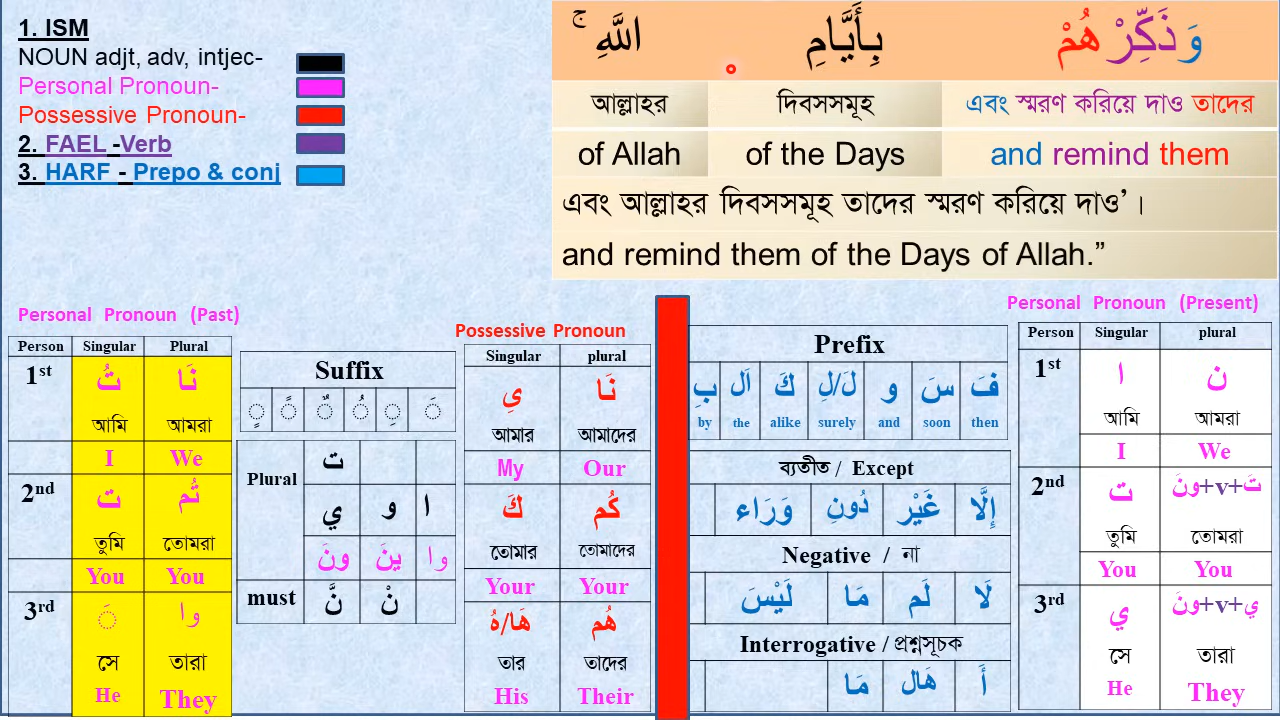 1. ISM
NOUN adjt, adv, intjec-
Personal Pronoun-
Possessive Pronoun-
2. FAEL -Verb
3. HARF - Prepo & conj
وَذَكِّرْهُمْ بِأَيَّامِ اللَّهِ ۚ
এবং স্মরণ করিয়ে দাও তাদের
দিবসসমূহ
আল্লাহর
of Allah
of the Days
and remind them
এবং আল্লাহর দিবসসমূহ তাদের স্মরণ করিয়ে দাও’।
and remind them of the Days of Allah.”
Personal Pronoun (Past)
Person Singular Plural
1st تُ نَا
আমি আমরা
I We
2nd ت تُم
তুমি তোমরা
You You
3rd َ وا
সে তারা
He They
Suffix
ٍ ً ٌ ُ ِ َ
Plural ت
ي و ا
ونَ ينَ وا
must نَّ نْ
Possessive Pronoun
Singular plural
يِ نَا
আমার আমাদের
My Our
كَ كُم
তোমার তোমাদের
Your Your
هَا/هُ هُم
তার তাদের
His Their
Prefix
بِ اَل كَ لَ/لِ و سَ فَ
by the alike surely and soon then
ব্যতীত / Except
وَرَاء دُونِ غَيْر إِلَّا
Negative / না
لَيْسَ مَا لَم لَا
Interrogative / প্রশ্নসূচক
مَا هَال أَ
Personal Pronoun (Present)
Person Singular plural
1st ا ن
আমি আমরা
I We
2nd ت تَ+v+ونَ
তুমি তোমরা
You You
3rd ي ي+v+ونَ
সে তারা
He They